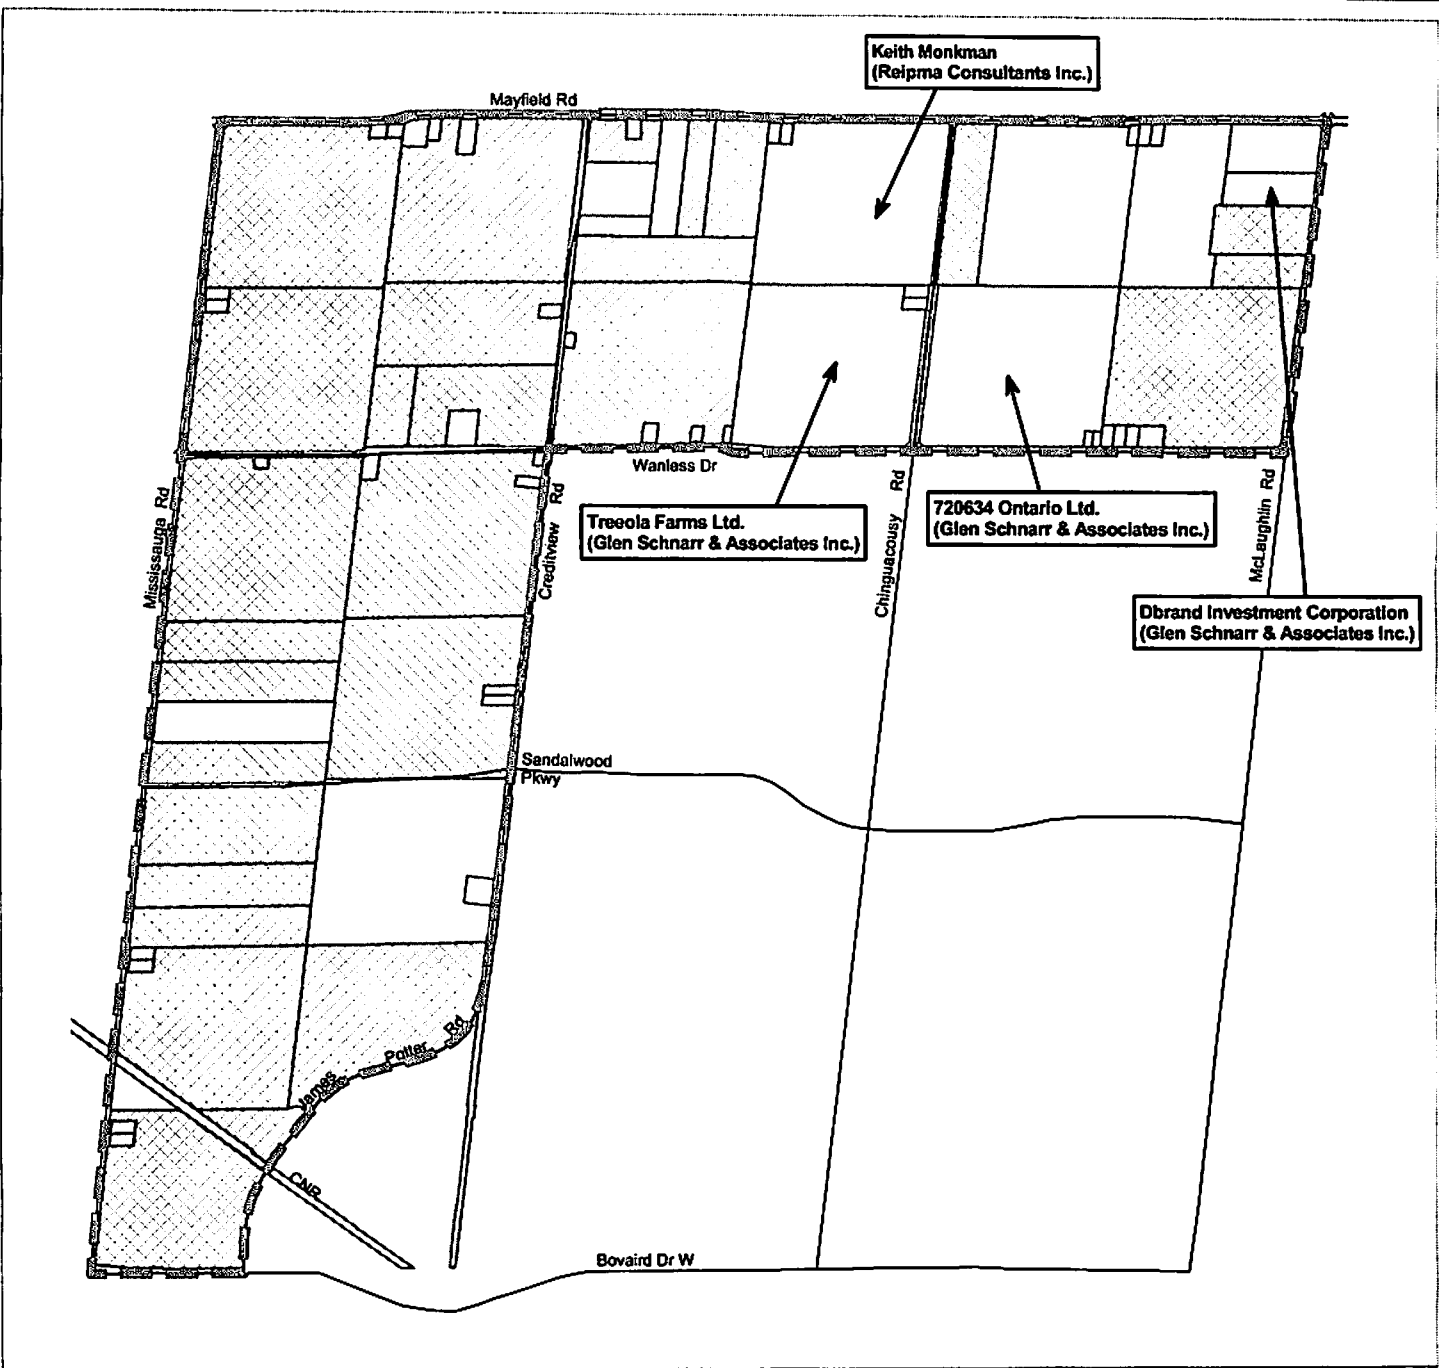 Keith Monkman
(Reipma Consultants Inc.)
Mayfield Rd
Wanless Dr
Treeola Farms Ltd.
(Glen Schnarr & Associates Inc.)
720634 Ontario Ltd.
(Glen Schnarr & Associates Inc.)
Dbrand Investment Corporation
(Glen Schnarr & Associates Inc.)
Mississauga Rd
Creditview Rd
Chinguacousy Rd
McLaughlin Rd
Sandalwood
Pkwy
James Potter Rd
CNR
Bovaird Dr W